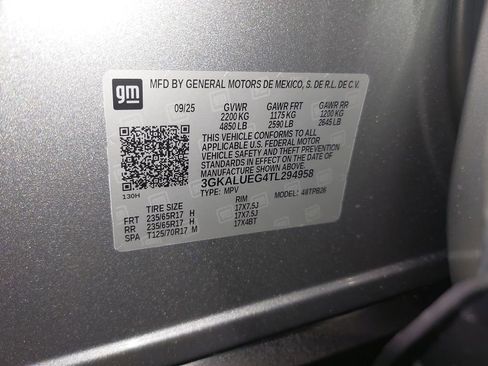 gm
MFD BY GENERAL MOTORS DE MEXICO, S. DE R.L. DE C.V.
09/25 GVWR GAWR FRT GAWR RR
2200 KG 1175 KG 1200 KG
4850 LB 2590 LB 2645 LB
THIS VEHICLE CONFORMS TO ALL
APPLICABLE U.S. FEDERAL MOTOR
VEHICLE SAFETY AND THEFT PREVENTION
STANDARDS IN EFFECT ON THE DATE OF
MANUFACTURE SHOWN ABOVE.
3GKALUEG4TL294958
130H TYPE: MPV MODEL: 48TPB26
TIRE SIZE RIM
FRT 235/65R17 H 17X7.5J
RR 235/65R17 H 17X7.5J
SPA T125/70R17 M 17X4BT